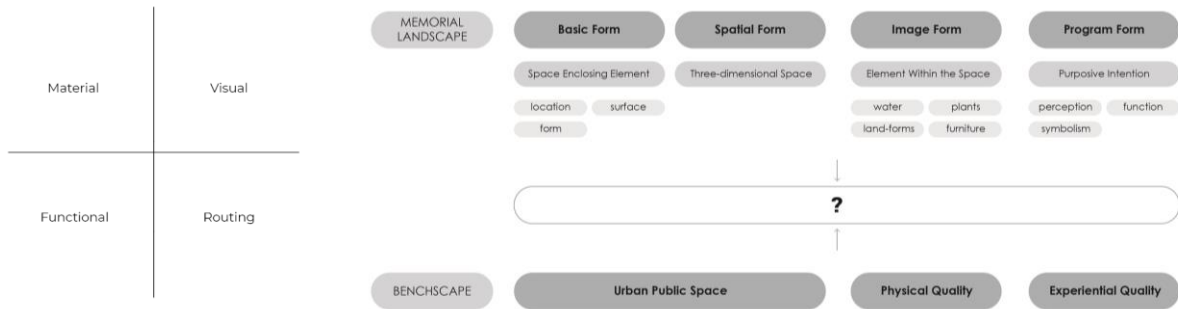 Material
Visual
Functional
Routing
MEMORIAL
LANDSCAPE
Basic Form
Spatial Form
Image Form
Program Form
Space Enclosing Element
Three-dimensional Space
Element Within the Space
Purposive Intention
location
surface
water
plants
perception
function
form
land-forms
furniture
symbolism
?
BENCHSCAPE
Urban Public Space
Physical Quality
Experiential Quality